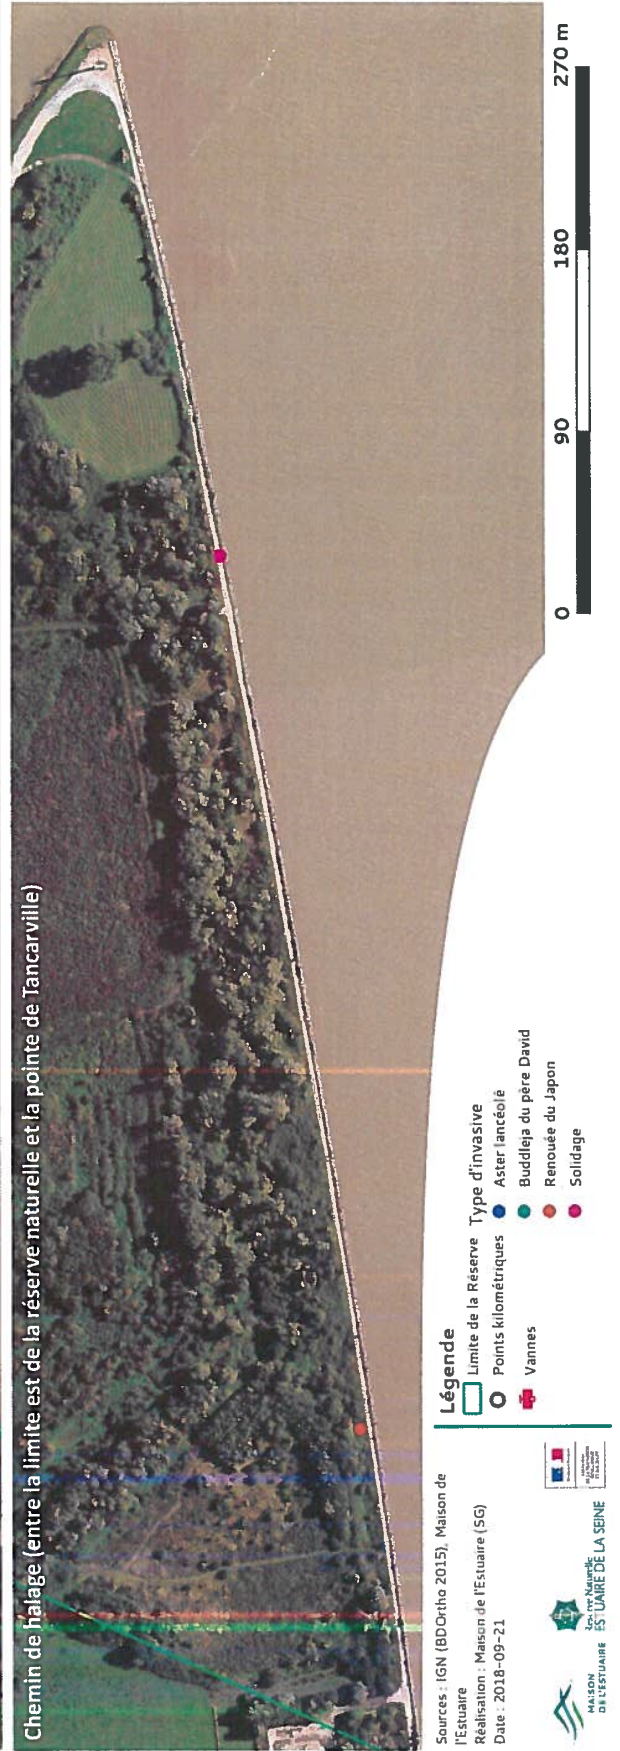 Chemin de halage (entre la limite est de la réserve naturelle et la pointe de Tancarville)
0 90 180 270 m
Légende
Limite de la Réserve
Points kilométriques
Vannes
Type d'invasive
Aster lancéolé
Buddleja du père David
Renouée du Japon
Solidage
Sources : IGN (BDOrtho 2015), Maison de
l'Estuaire
Réalisation : Maison de l'Estuaire (SG)
Date : 2018-09-21
MAISON
DE L'ESTUAIRE
Réserve Naturelle
ESTUAIRE DE LA SEINE